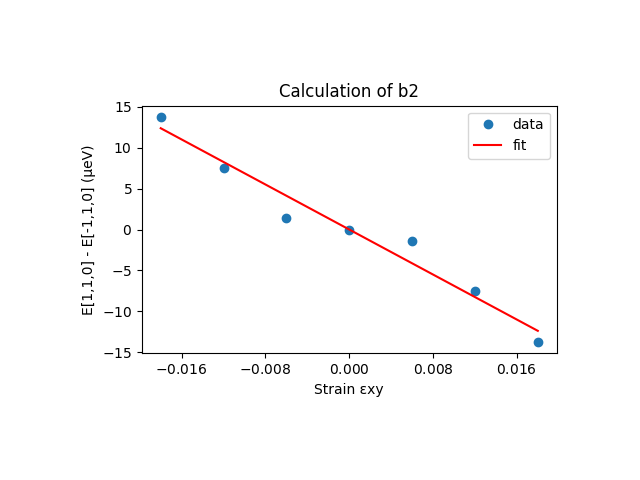 Calculation of b2
data
fit
E[1,1,0] - E[-1,1,0] (μeV)
15
10
5
0
−5
−10
−15
−0.016 −0.008 0.000 0.008 0.016
Strain εxy